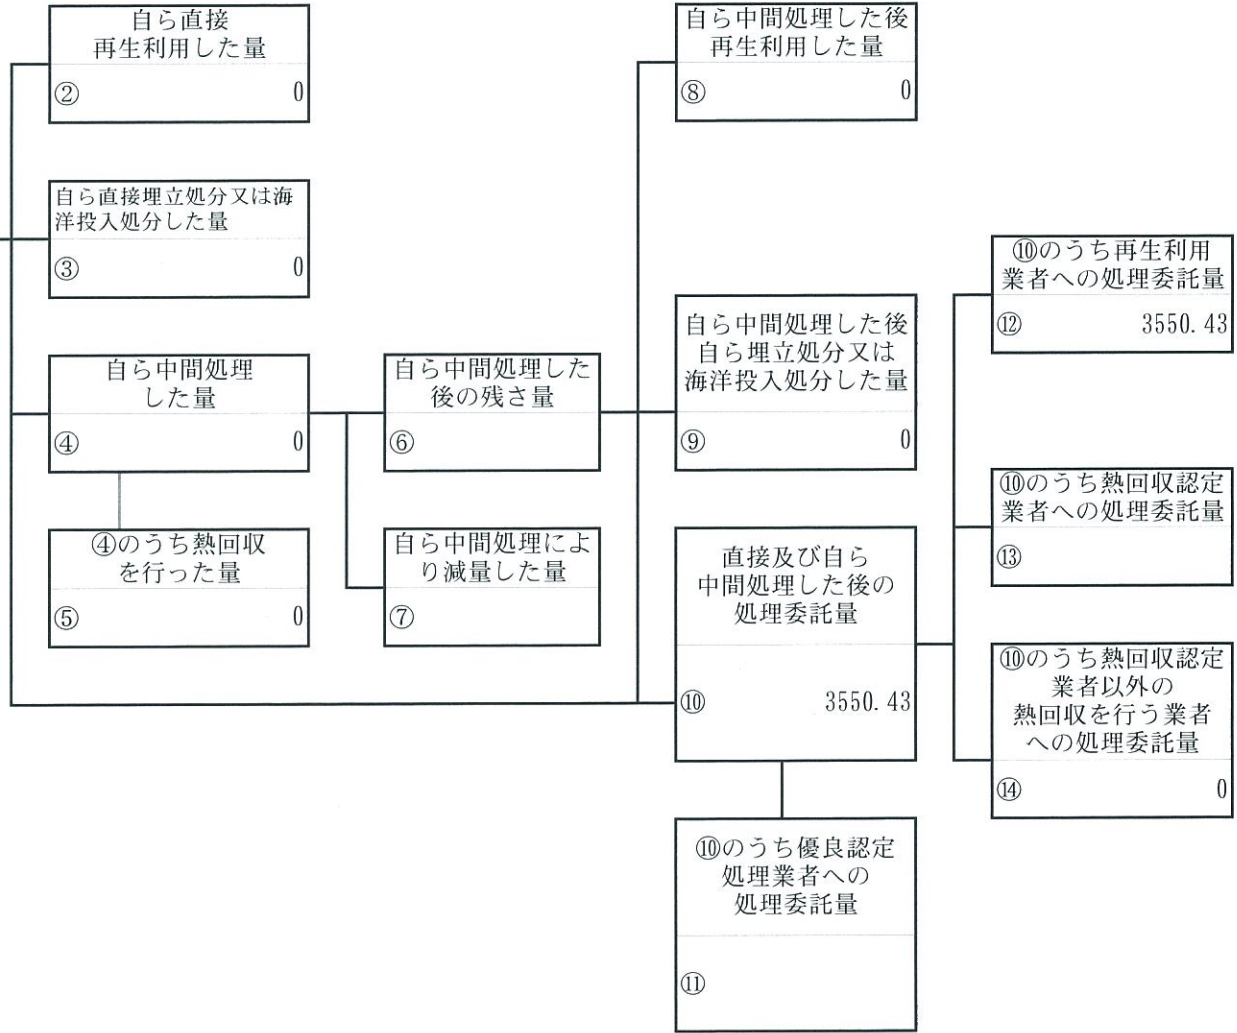 自ら直接
再生利用した量
② 0
自ら直接埋立処分又は海
洋投入処分した量
③ 0
自ら中間処理
した量
④ 0
④のうち熱回収
を行った量
⑤ 0
自ら中間処理した
後の残さ量
⑥
自ら中間処理によ
り減量した量
⑦
自ら中間処理した後
再生利用した量
⑧ 0
自ら中間処理した後
自ら埋立処分又は
海洋投入処分した量
⑨ 0
直接及び自ら
中間処理した後の
処理委託量
⑩ 3550.43
⑩のうち優良認定
処理業者への
処理委託量
⑪
⑩のうち再生利用
業者への処理委託量
⑫ 3550.43
⑩のうち熱回収認定
業者への処理委託量
⑬
⑩のうち熱回収認定
業者以外の
熱回収を行う業者
への処理委託量
⑭ 0